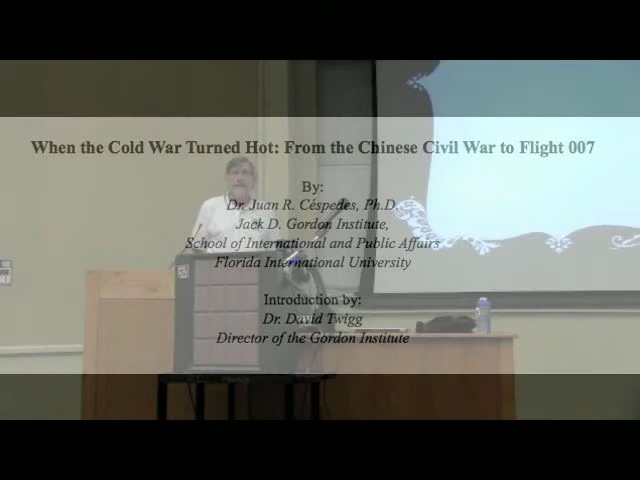 When the Cold War Turned Hot: From the Chinese Civil War to Flight 007
By:
Dr. Juan R. Céspedes, Ph.D.
Jack D. Gordon Institute,
School of International and Public Affairs
Florida International University
Introduction by:
Dr. David Twigg
Director of the Gordon Institute